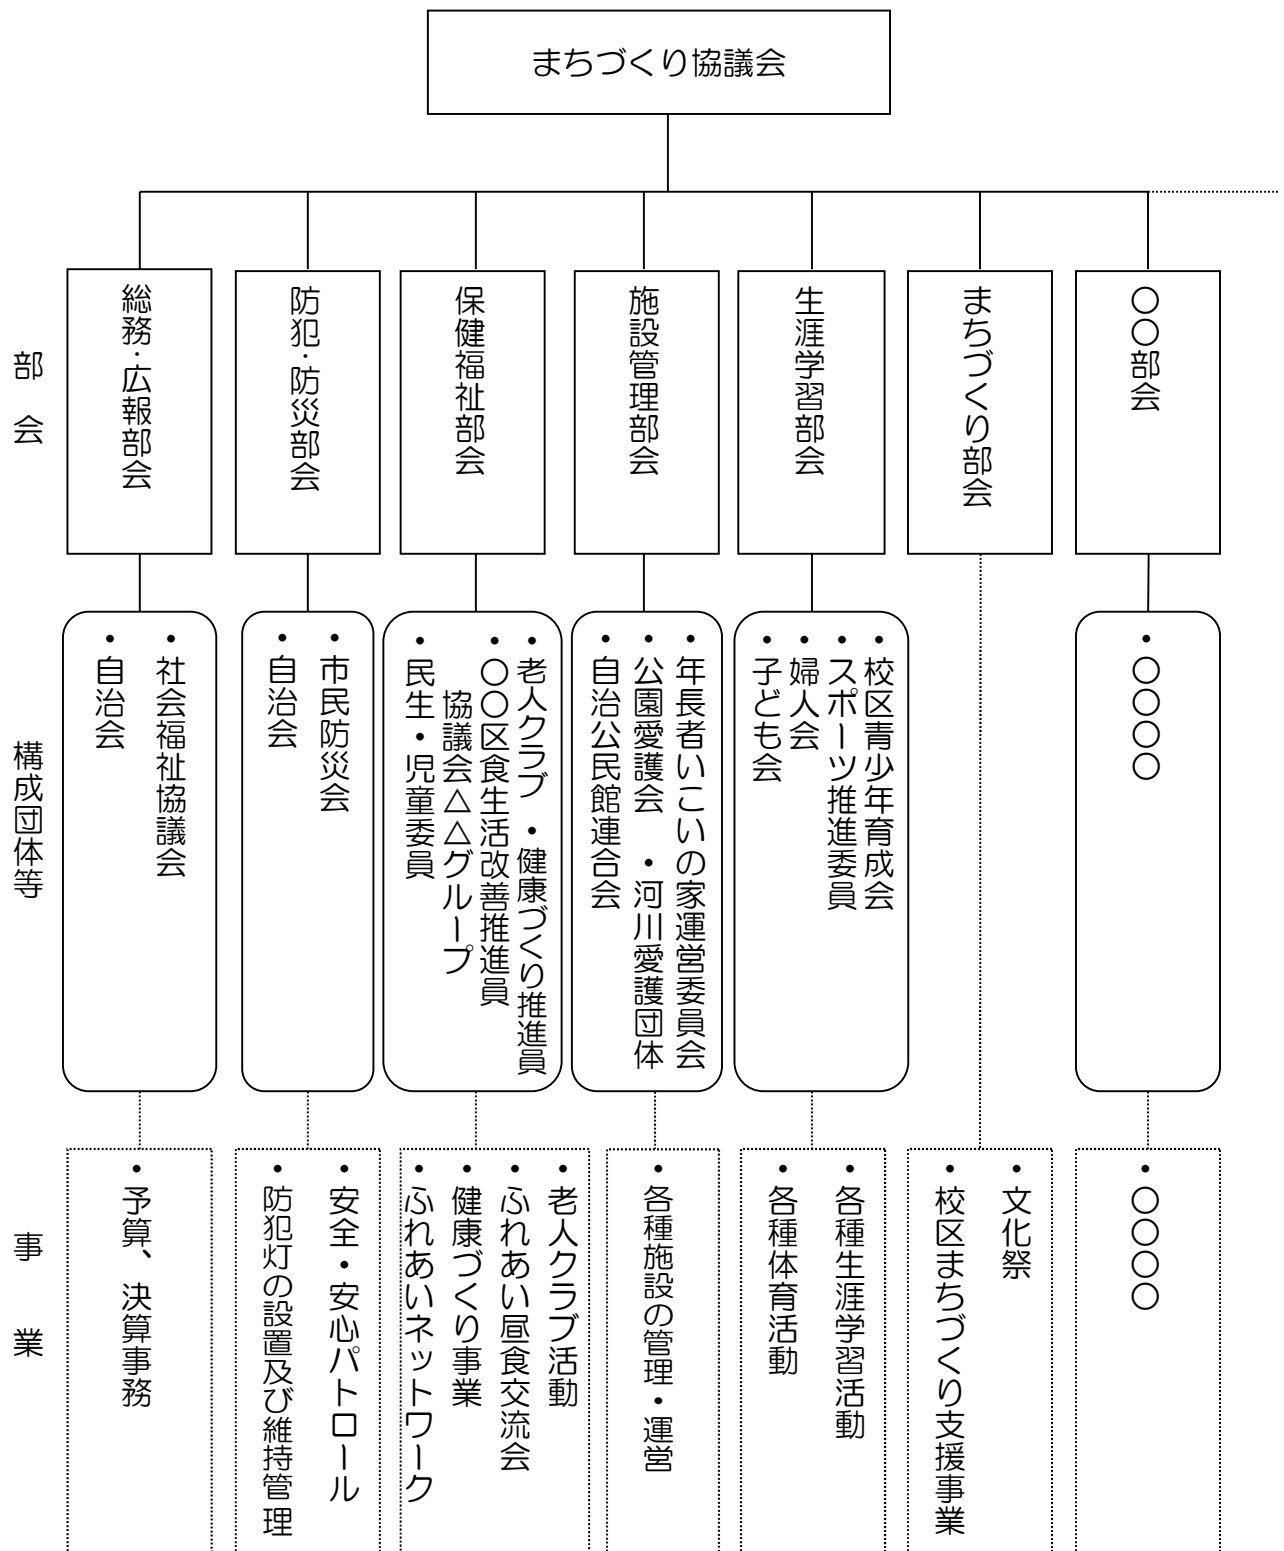 まちづくり協議会
部会
総務・広報部会
防犯・防災部会
保健福祉部会
施設管理部会
生涯学習部会
まちづくり部会
〇〇部会
構成団体等
・社会福祉協議会
・自治会
・市民防災会
・自治会
・老人クラブ ・健康づくり推進員
・〇〇区食生活改善推進員
協議会△△グループ
・民生・児童委員
・年長者いこいの家運営委員会
・公園愛護会 ・河川愛護団体
・自治公民館連合会
・校区青少年育成会
・スポーツ推進委員
・婦人会
・子ども会
・〇〇〇〇
事業
・予算、決算事務
・安全・安心パトロール
・防犯灯の設置及び維持管理
・老人クラブ活動
・ふれあい昼食交流会
・健康づくり事業
・ふれあいネットワーク
・各種施設の管理・運営
・各種生涯学習活動
・各種体育活動
・文化祭
・校区まちづくり支援事業
・〇〇〇〇